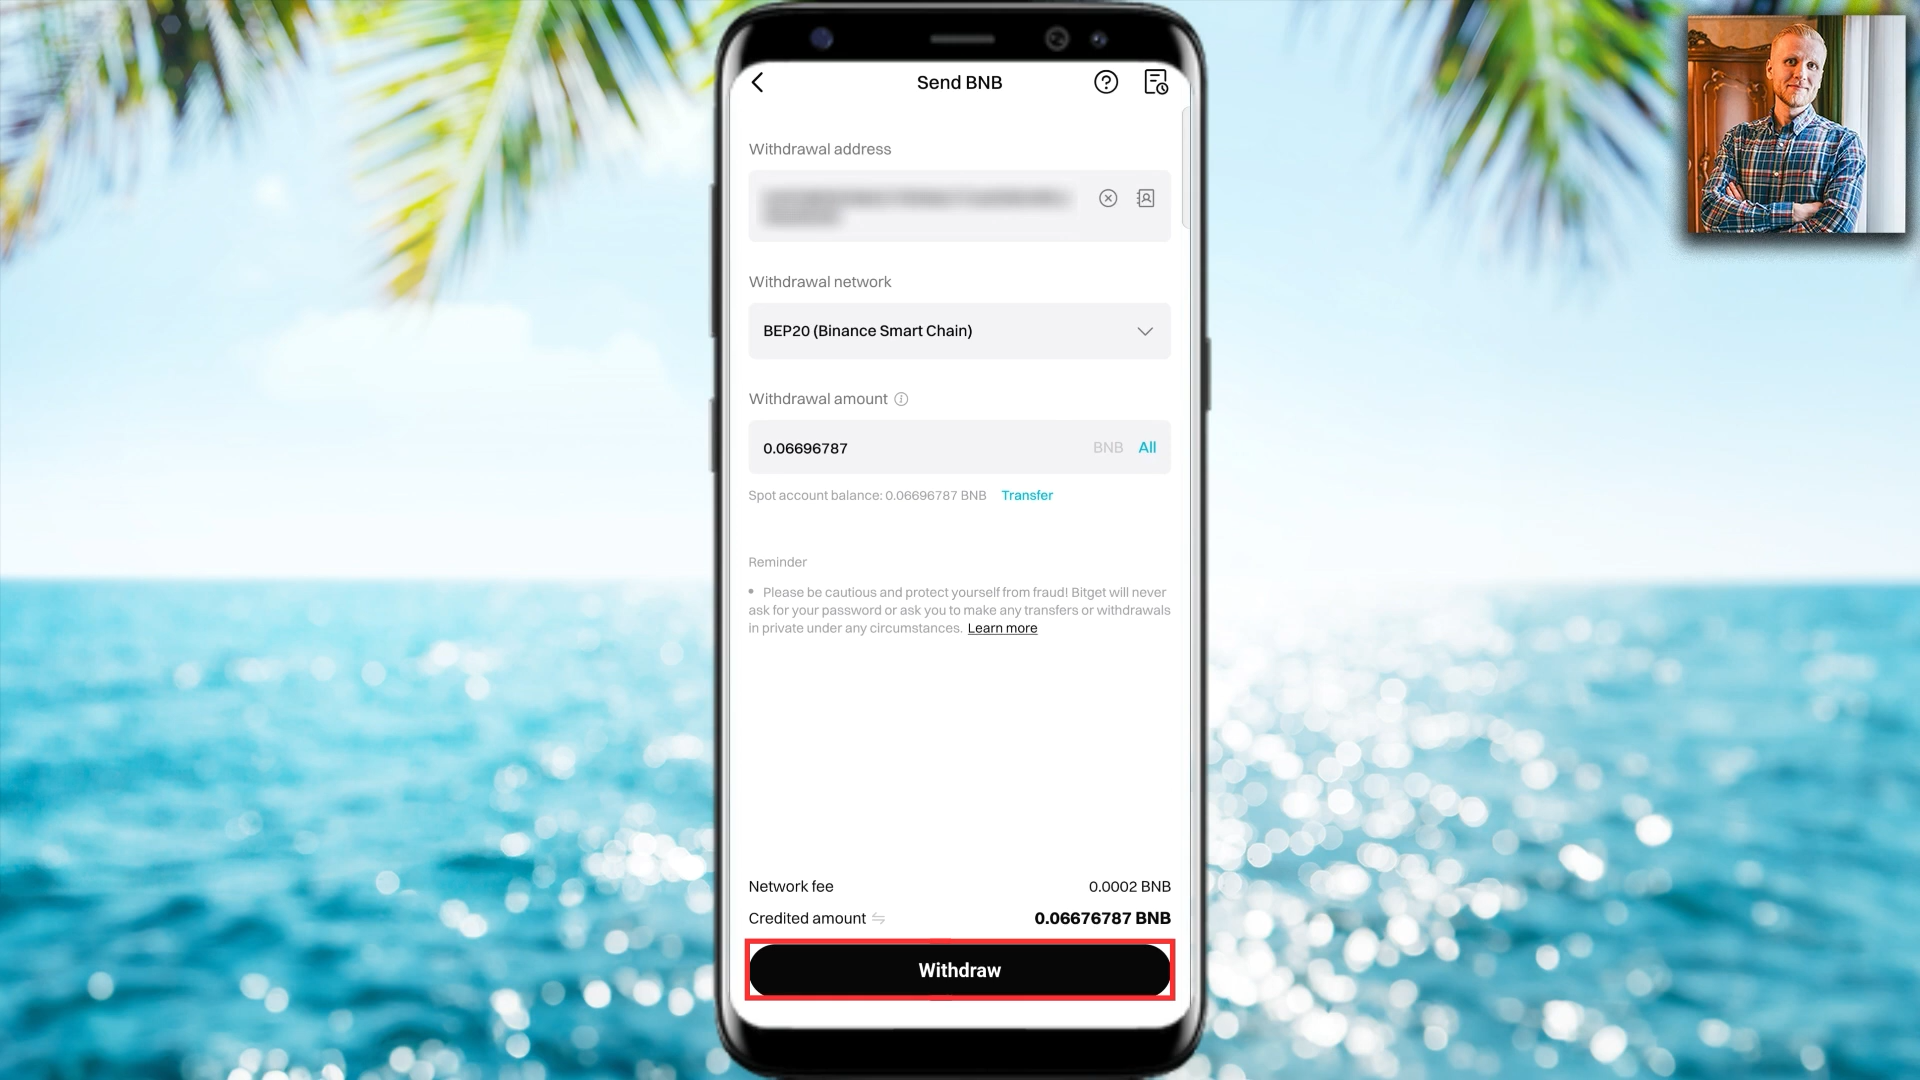 Send BNB
Withdrawal address
Withdrawal network
BEP20 (Binance Smart Chain)
Withdrawal amount
0.06696787 BNB All
Spot account balance: 0.06696787 BNB Transfer
Reminder
• Please be cautious and protect yourself from fraud! Bitget will never
ask for your password or ask you to make any transfers or withdrawals
in private under any circumstances. Learn more
Network fee 0.0002 BNB
Credited amount 0.06676787 BNB
Withdraw